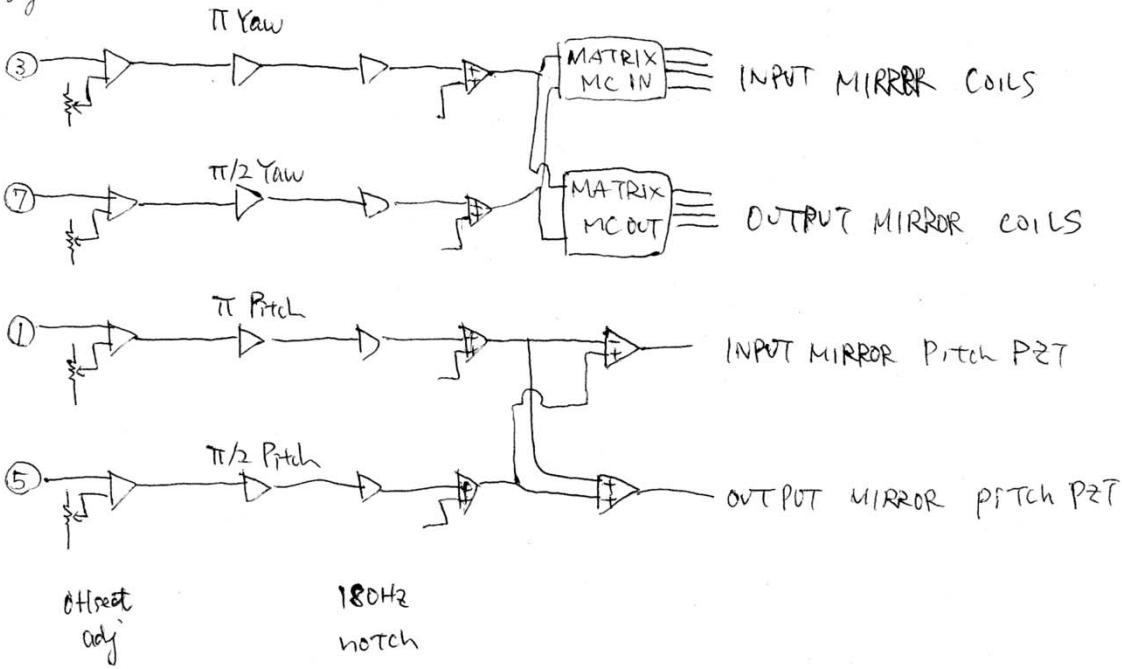 π Yaw
③
MATRIX
MC IN
INPUT MIRROR COILS
π/2 Yaw
⑦
MATRIX
MC OUT
OUTPUT MIRROR COILS
π Pitch
①
INPUT MIRROR Pitch PZT
π/2 Pitch
⑤
OUTPUT MIRROR PITCH PZT
offset
adj
180Hz
notch